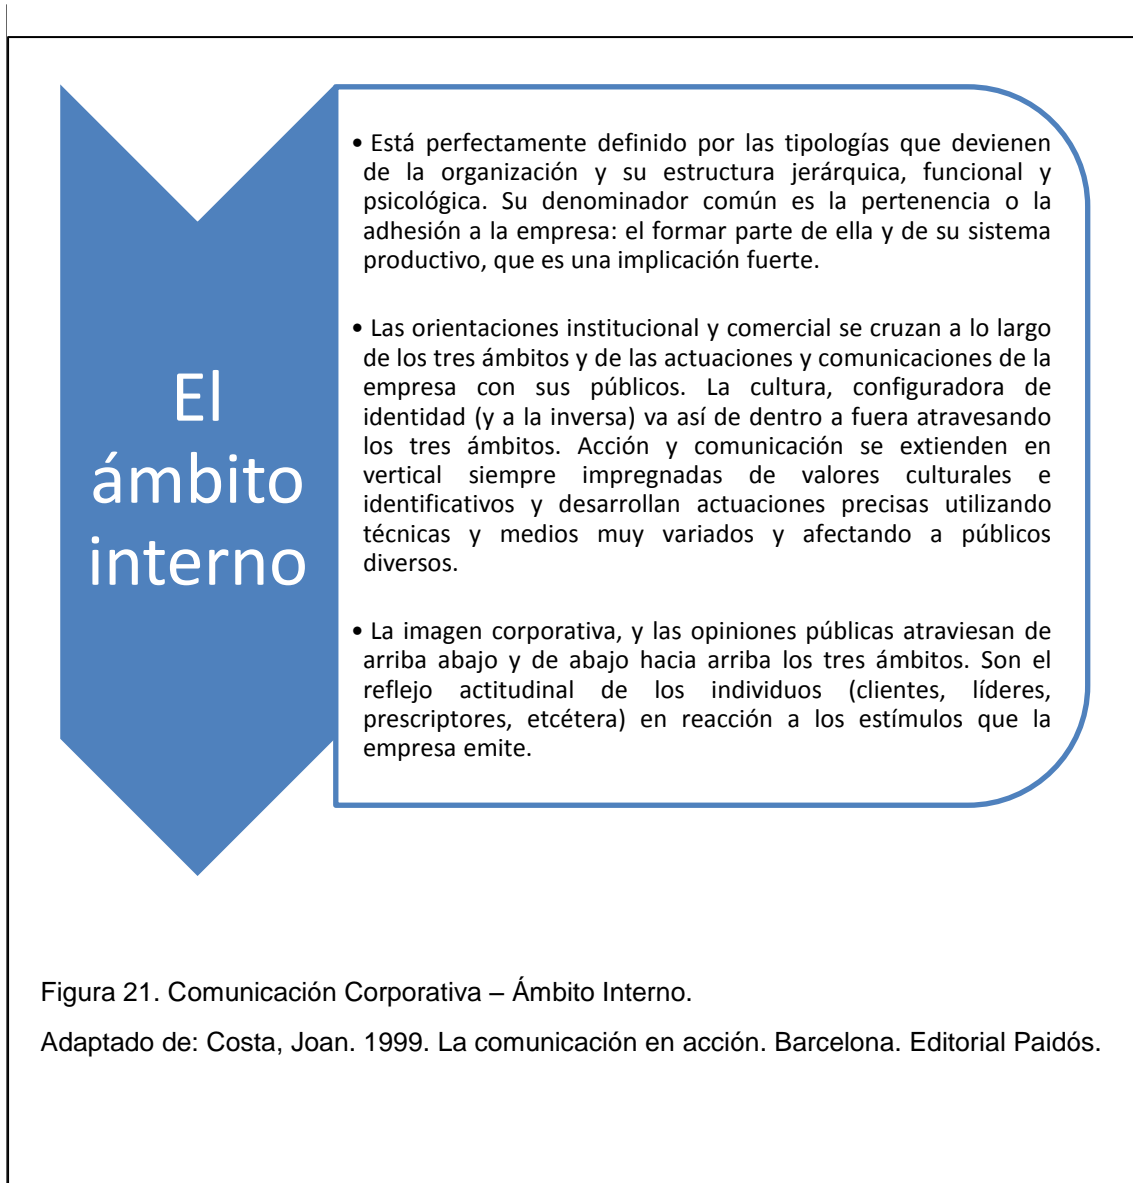 El
ámbito
interno
• Está perfectamente definido por las tipologías que devienen
de la organización y su estructura jerárquica, funcional y
psicológica. Su denominador común es la pertenencia o la
adhesión a la empresa: el formar parte de ella y de su sistema
productivo, que es una implicación fuerte.
• Las orientaciones institucional y comercial se cruzan a lo largo
de los tres ámbitos y de las actuaciones y comunicaciones de la
empresa con sus públicos. La cultura, configuradora de
identidad (y a la inversa) va así de dentro a fuera atravesando
los tres ámbitos. Acción y comunicación se extienden en
vertical siempre impregnadas de valores culturales e
identificativos y desarrollan actuaciones precisas utilizando
técnicas y medios muy variados y afectando a públicos
diversos.
• La imagen corporativa, y las opiniones públicas atraviesan de
arriba abajo y de abajo hacia arriba los tres ámbitos. Son el
reflejo actitudinal de los individuos (clientes, líderes,
prescriptores, etcétera) en reacción a los estímulos que la
empresa emite.
Figura 21. Comunicación Corporativa – Ámbito Interno.
Adaptado de: Costa, Joan. 1999. La comunicación en acción. Barcelona. Editorial Paidós.